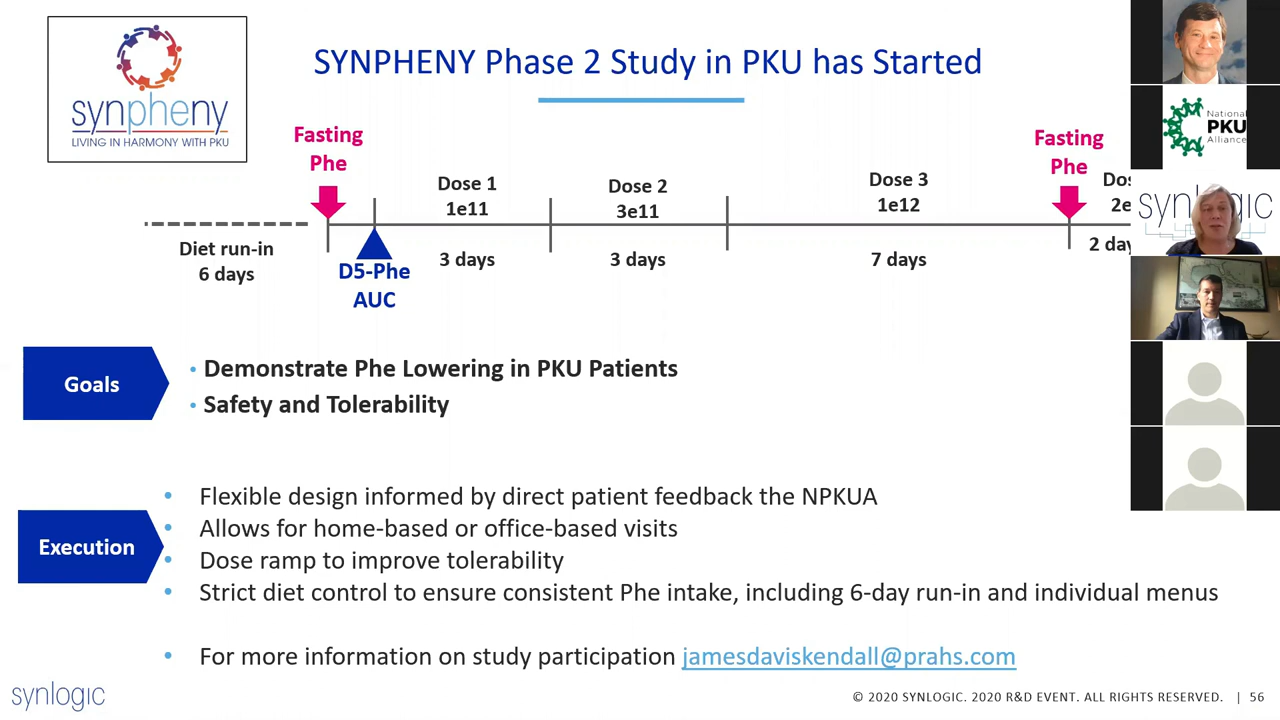 synpheny
LIVING IN HARMONY WITH PKU
SYNPHENY Phase 2 Study in PKU has Started
Fasting
Phe
Dose 1
1e11
Dose 2
3e11
Dose 3
1e12
Fasting
Phe
Dos
2e
Diet run-in
6 days
D5-Phe
AUC
3 days
3 days
7 days
2 day
National
PKU
Alliance
synlogic
Goals
• Demonstrate Phe Lowering in PKU Patients
• Safety and Tolerability
Execution
• Flexible design informed by direct patient feedback the NPKUA
• Allows for home-based or office-based visits
• Dose ramp to improve tolerability
• Strict diet control to ensure consistent Phe intake, including 6-day run-in and individual menus
• For more information on study participation jamesdaviskendall@prahs.com
synlogic
© 2020 SYNLOGIC. 2020 R&D EVENT. ALL RIGHTS RESERVED. | 56